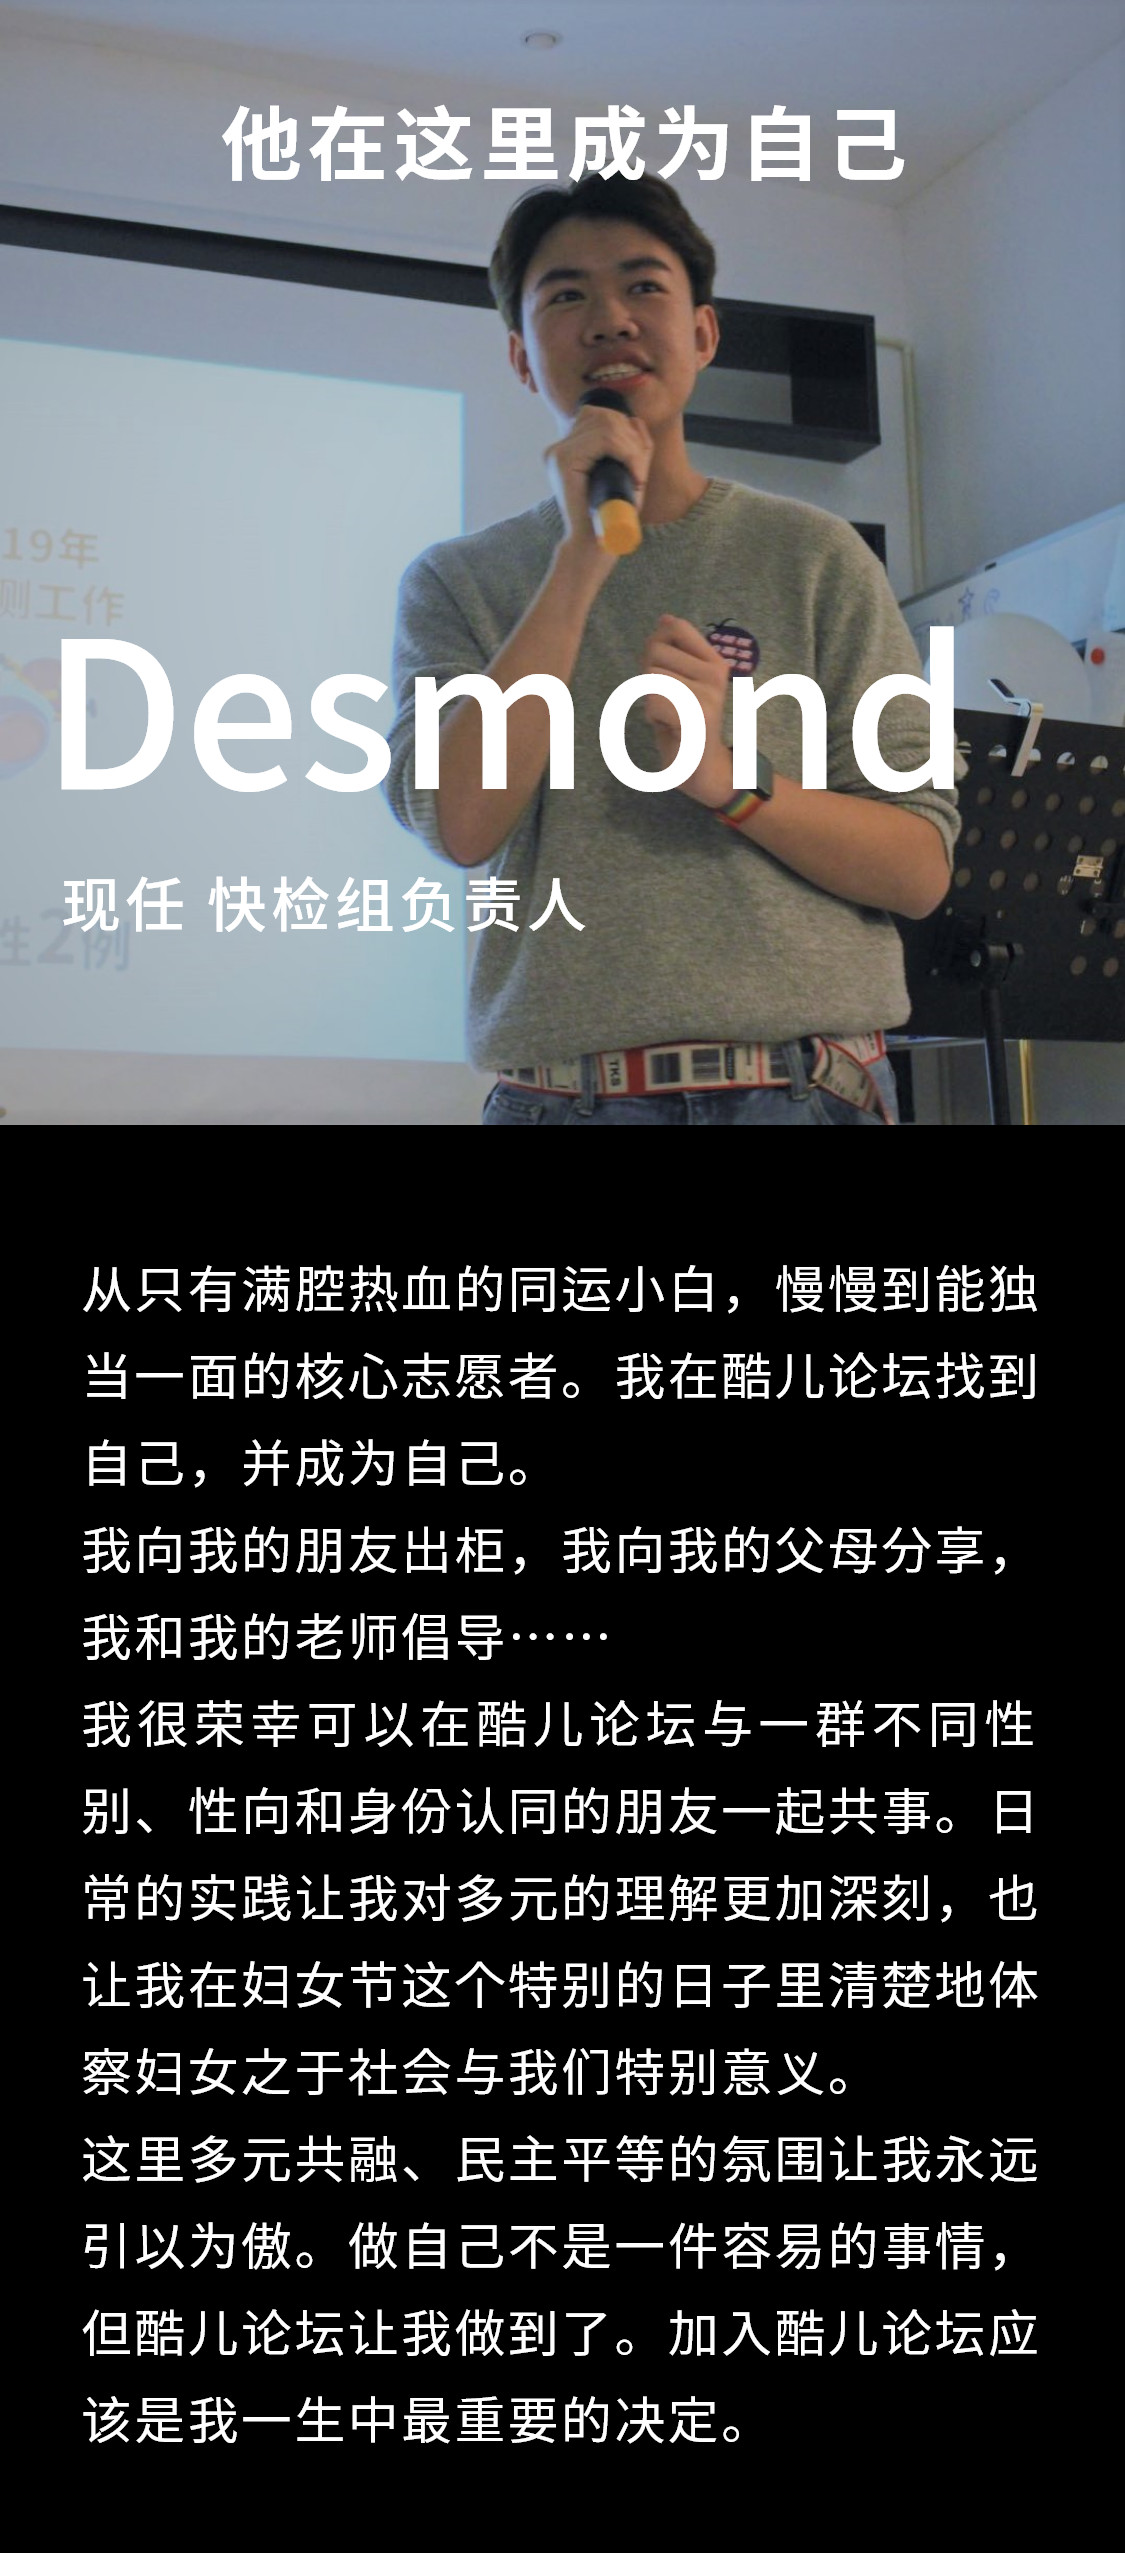 他在这里成为自己
19年
测工作
Desmond
现任 快检组负责人
性2例
TKS
从只有满腔热血的同运小白，慢慢到能独
当一面的核心志愿者。我在酷儿论坛找到
自己，并成为自己。
我向我的朋友出柜，我向我的父母分享，
我和我的老师倡导……
我很荣幸可以在酷儿论坛与一群不同性
别、性向和身份认同的朋友一起共事。日
常的实践让我对多元的理解更加深刻，也
让我在妇女节这个特别的日子里清楚地体
察妇女之于社会与我们特别意义。
这里多元共融、民主平等的氛围让我永远
引以为傲。做自己不是一件容易的事情，
但酷儿论坛让我做到了。加入酷儿论坛应
该是我一生中最重要的决定。